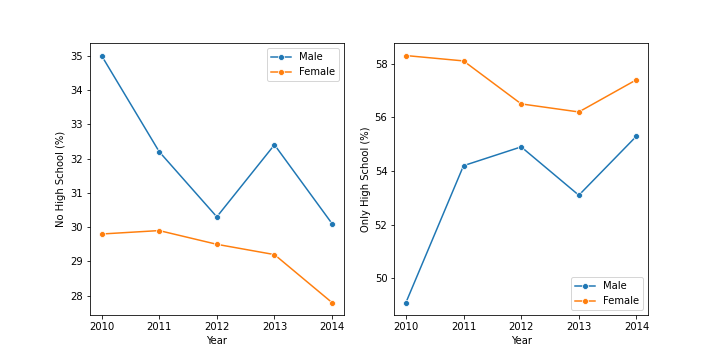 No High School (%)
35
34
33
32
31
30
29
28
Male
Female
2010 2011 2012 2013 2014
Year
Only High School (%)
58
56
54
52
50
Male
Female
2010 2011 2012 2013 2014
Year